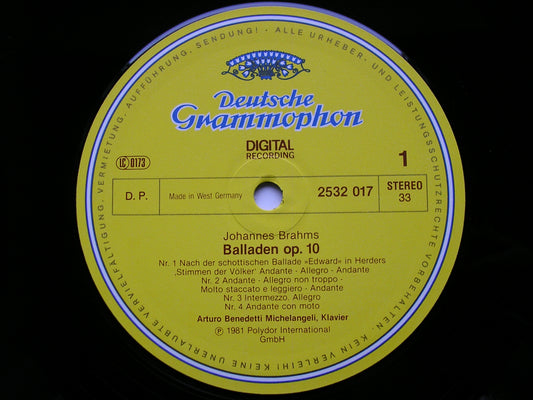 Deutsche
Grammophon
DIGITAL
RECORDING
LC 0173
1
D. P.
Made in West Germany
2532 017
STEREO
33
Johannes Brahms
Balladen op. 10
Nr. 1 Nach der schottischen Ballade »Edward« in Herders
‚Stimmen der Völker‘ Andante - Allegro - Andante
Nr. 2 Andante - Allegro non troppo -
Molto staccato e leggiero - Andante
Nr. 3 Intermezzo. Allegro
Nr. 4 Andante con moto
Arturo Benedetti Michelangeli, Klavier
℗ 1981 Polydor International
GmbH
ALLE URHEBER- UND LEISTUNGSSCHUTZRECHTE VORBEHALTEN · KEIN VERLEIH! KEINE UNERLAUBTE VERVIELFÄLTIGUNG, VERMIETUNG, AUFFÜHRUNG, SENDUNG! ·